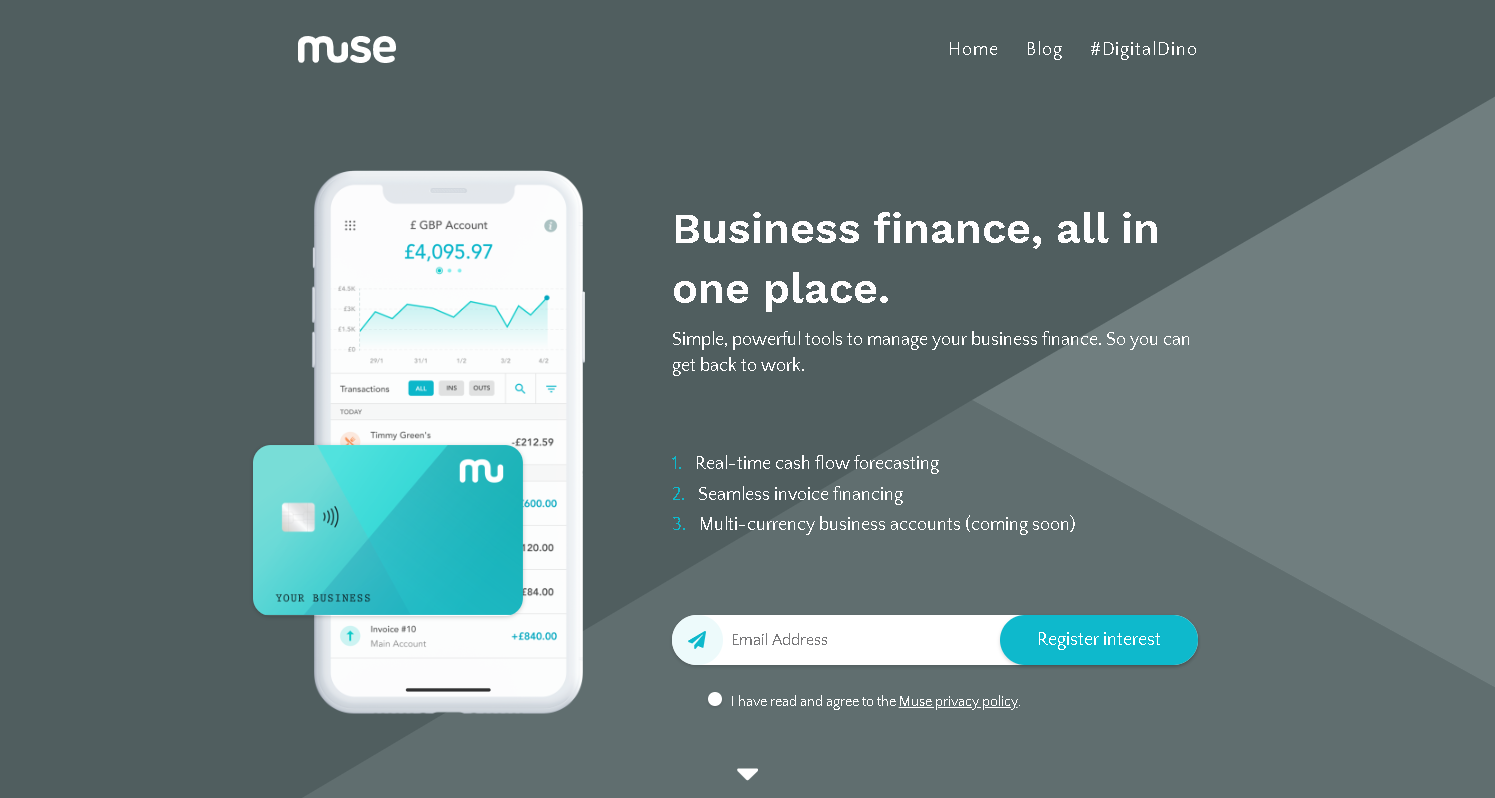 muse
Home Blog #DigitalDino
£ GBP Account
£4,095.97
£4.5K
£3K
£1.5K
£0
29/1 31/1 1/2 3/2 4/2
Transactions ALL INS OUTS
TODAY
Timmy Green's
-£212.59
mu
£600.00
120.00
£84.00
YOUR BUSINESS
Invoice #10
Main Account
+£840.00
Business finance, all in
one place.
Simple, powerful tools to manage your business finance. So you can
get back to work.
1. Real-time cash flow forecasting
2. Seamless invoice financing
3. Multi-currency business accounts (coming soon)
Email Address Register interest
I have read and agree to the Muse privacy policy.